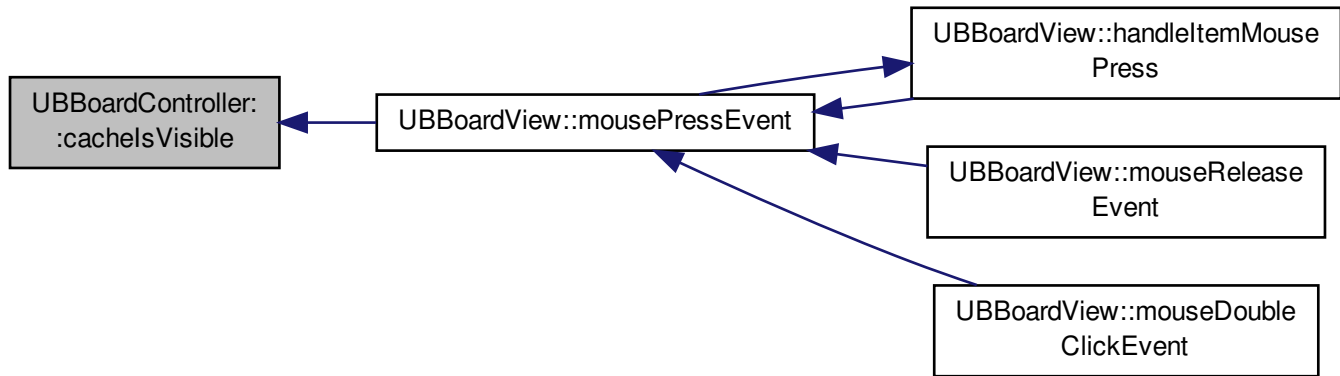 UBBoardController:
:cacheIsVisible
UBBoardView::mousePressEvent
UBBoardView::handleItemMouse
Press
UBBoardView::mouseRelease
Event
UBBoardView::mouseDouble
ClickEvent